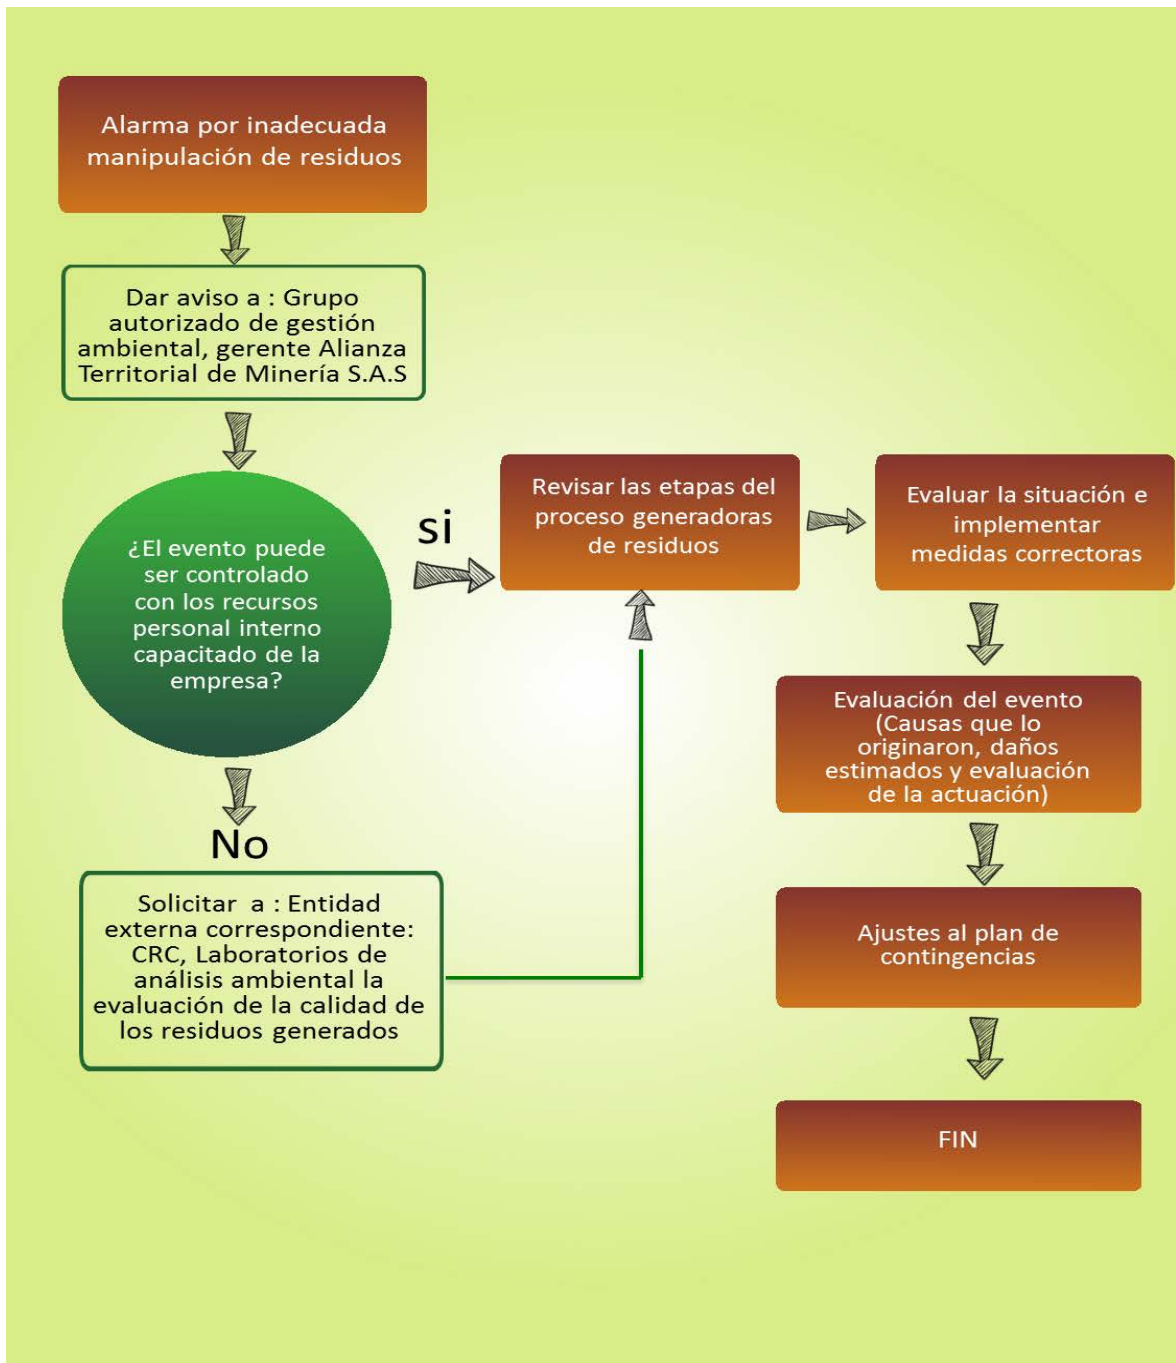 Alarma por inadecuada
manipulación de residuos
Dar aviso a : Grupo
autorizado de gestión
ambiental, gerente Alianza
Territorial de Minería S.A.S
¿El evento puede
ser controlado
con los recursos
personal interno
capacitado de la
empresa?
si
Revisar las etapas del
proceso generadoras
de residuos
Evaluar la situación e
implementar
medidas correctoras
Evaluación del evento
(Causas que lo
originaron, daños
estimados y evaluación
de la actuación)
No
Solicitar a : Entidad
externa correspondiente:
CRC, Laboratorios de
análisis ambiental la
evaluación de la calidad de
los residuos generados
Ajustes al plan de
contingencias
FIN